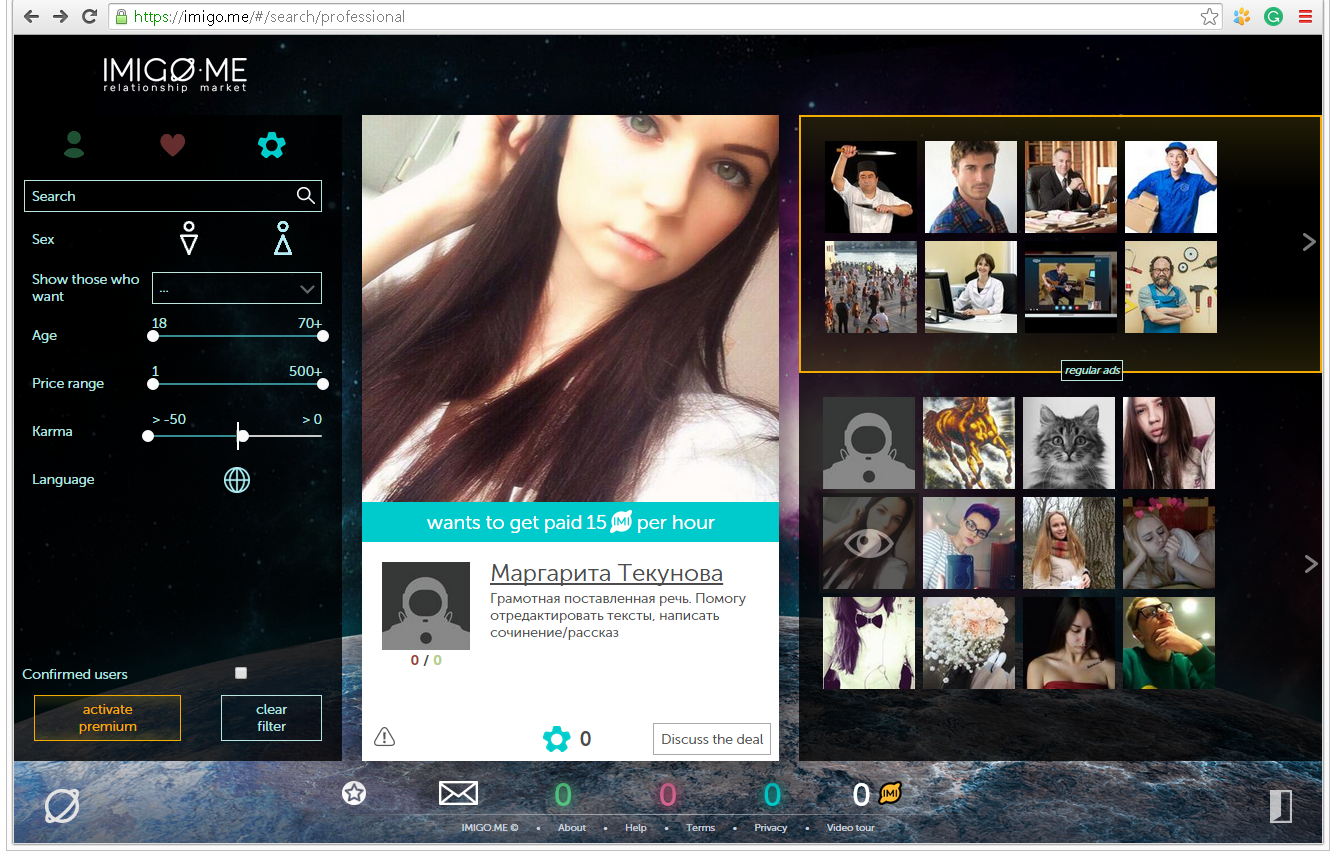 https://imigo.me/#/search/professional
IMIGO·ME
relationship market
Search
Sex
Show those who
want
...
18 70+
Age
1 500+
Price range
> -50 > 0
Karma
Language
Confirmed users
activate
premium
clear
filter
wants to get paid 15 IMI per hour
Маргарита Текунова
Грамотная поставленная речь. Помогу
отредактировать тексты, написать
сочинение/рассказ
0 / 0
0
Discuss the deal
regular ads
0 0 0 0 IMI
IMIGO.ME © • About • Help • Terms • Privacy • Video tour